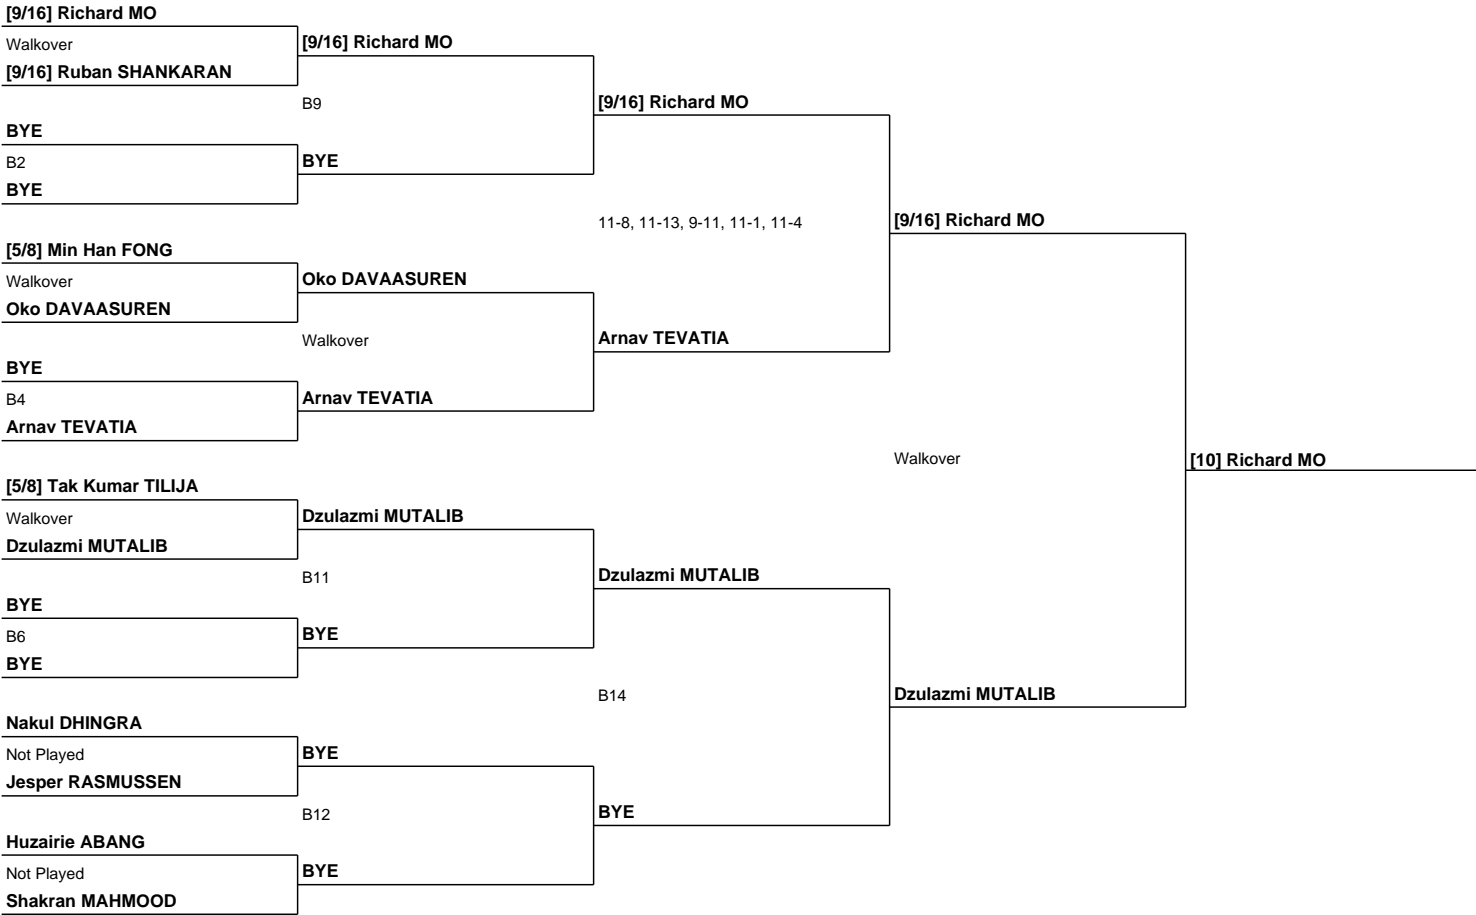 [9/16] Richard MO
Walkover
[9/16] Ruban SHANKARAN
BYE
B2
BYE
[5/8] Min Han FONG
Walkover
Oko DAVAASUREN
BYE
B4
Arnav TEVATIA
[5/8] Tak Kumar TILIJA
Walkover
Dzulazmi MUTALIB
BYE
B6
BYE
Nakul DHINGRA
Not Played
Jesper RASMUSSEN
Huzairie ABANG
Not Played
Shakran MAHMOOD
[9/16] Richard MO
B9
BYE
Oko DAVAASUREN
Walkover
Arnav TEVATIA
Dzulazmi MUTALIB
B11
BYE
BYE
B12
BYE
[9/16] Richard MO
11-8, 11-13, 9-11, 11-1, 11-4
Arnav TEVATIA
Dzulazmi MUTALIB
B14
BYE
[9/16] Richard MO
Walkover
Dzulazmi MUTALIB
[10] Richard MO